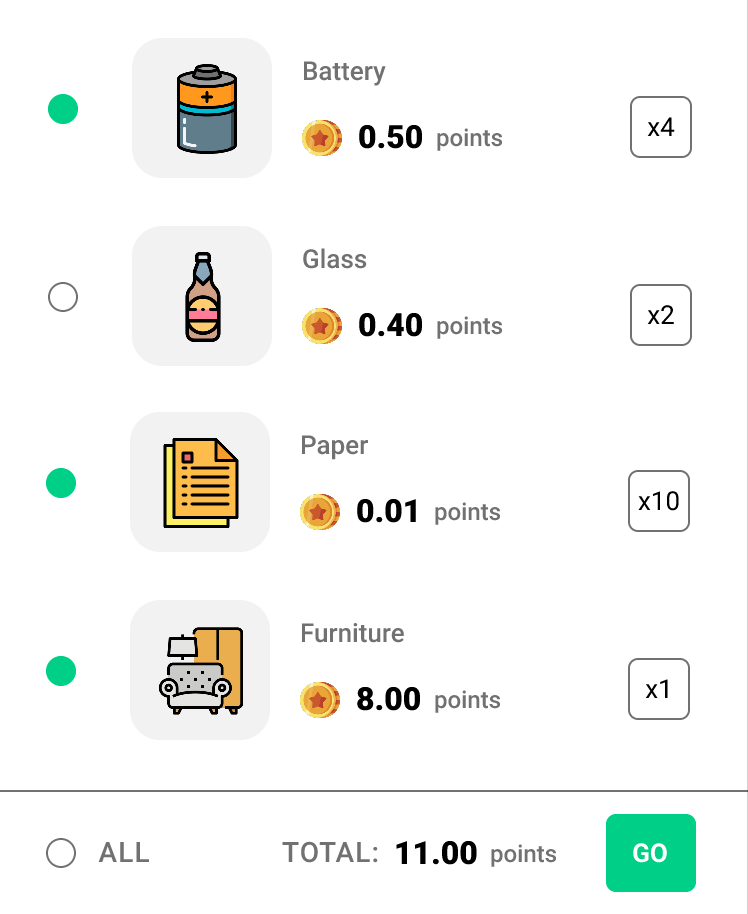 Battery
0.50 points
x4
Glass
0.40 points
x2
Paper
0.01 points
x10
Furniture
8.00 points
x1
ALL TOTAL: 11.00 points GO